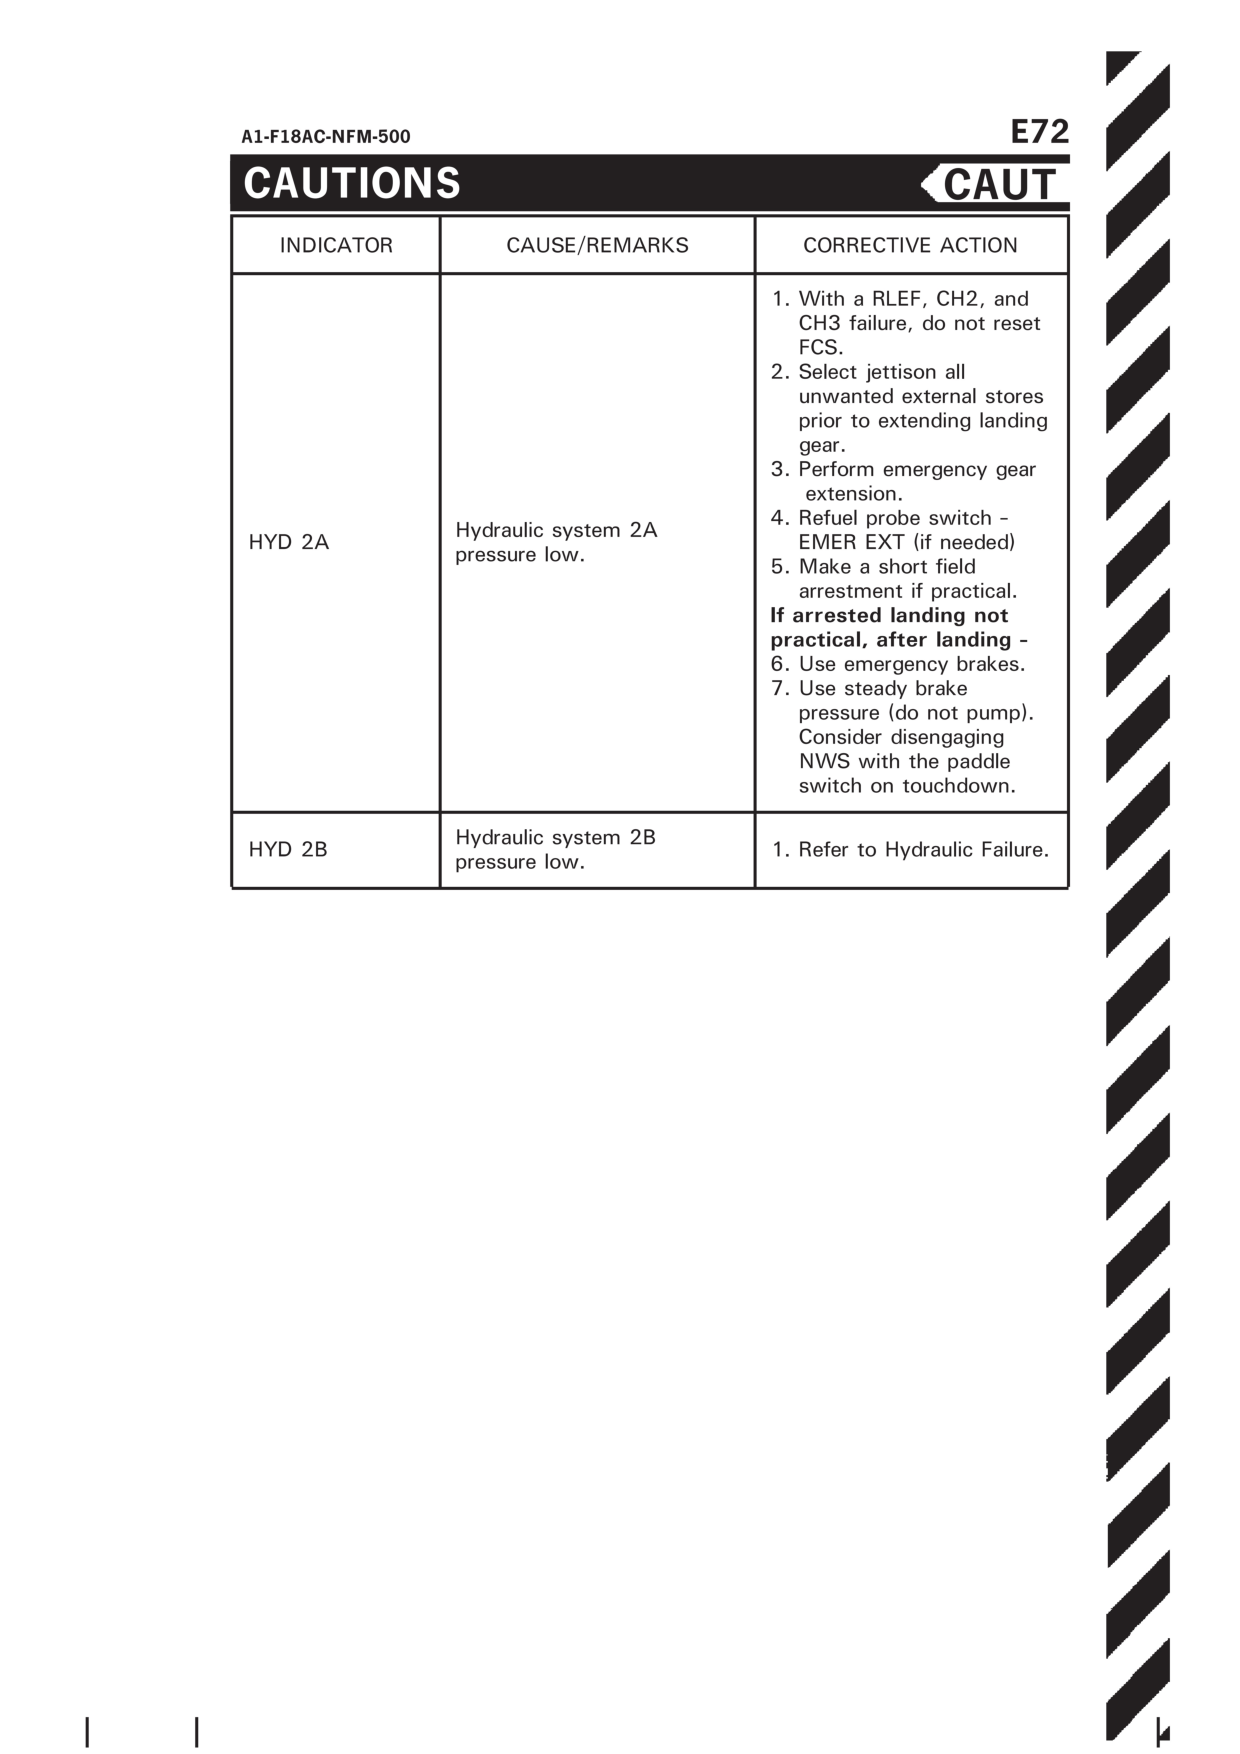 A1-F18AC-NFM-500
E72
CAUTIONS
CAUT
INDICATOR
CAUSE/REMARKS
CORRECTIVE ACTION
HYD 2A
Hydraulic system 2A
pressure low.
1. With a RLEF, CH2, and
CH3 failure, do not reset
FCS.
2. Select jettison all
unwanted external stores
prior to extending landing
gear.
3. Perform emergency gear
extension.
4. Refuel probe switch -
EMER EXT (if needed)
5. Make a short field
arrestment if practical.
If arrested landing not
practical, after landing -
6. Use emergency brakes.
7. Use steady brake
pressure (do not pump).
Consider disengaging
NWS with the paddle
switch on touchdown.
HYD 2B
Hydraulic system 2B
pressure low.
1. Refer to Hydraulic Failure.